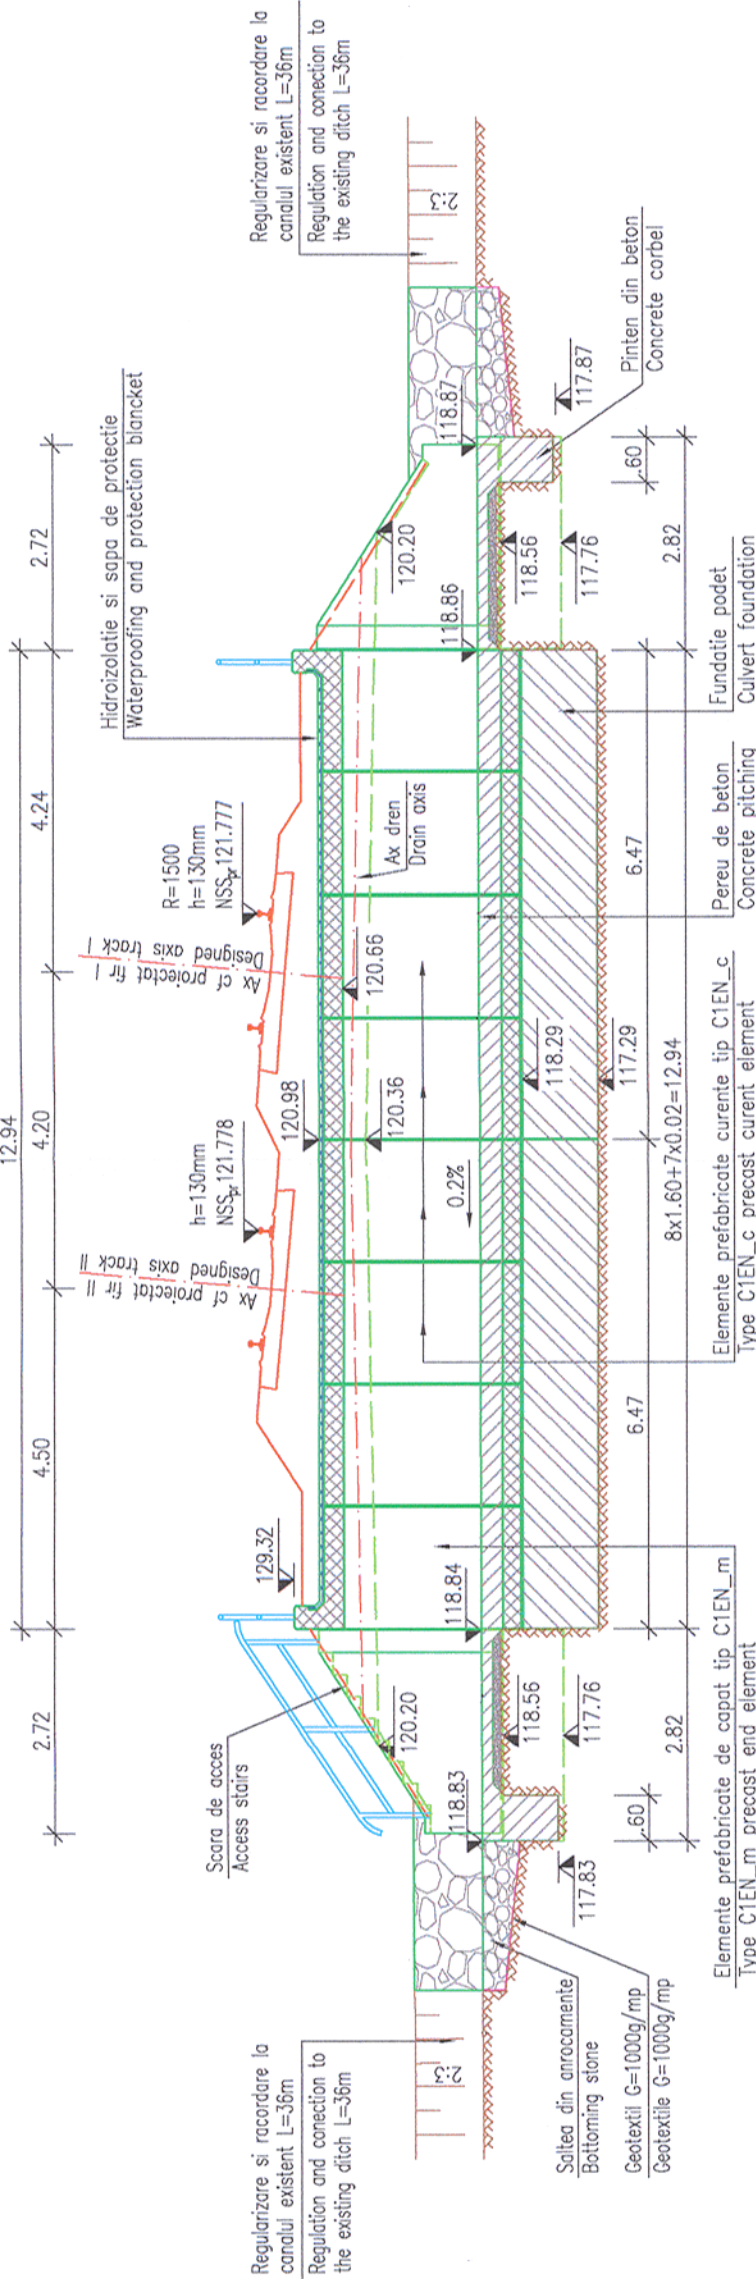 Regularizare si racordare la
canalul existent L=36m
Regulation and conection to
the existing ditch L=36m
Scara de acces
Access stairs
Hidroizolatie si sapa de protectie
Waterproofing and protection blancket
Regularizare si racordare la
canalul existent L=36m
Regulation and conection to
the existing ditch L=36m
12.94
2.72
4.50
4.20
4.24
2.72
h=130mm
NSSpr 121.778
R=1500
h=130mm
NSSpr 121.777
Ax cf proiectat fir II
Designed axis track II
Ax cf proiectat fir I
Designed axis track I
129.32
120.98
120.66
120.36
120.20
120.20
Ax dren
Drain axis
0.2%
2:3
2:3
118.83
118.84
118.86
118.87
118.56
118.29
118.56
117.83
117.76
117.29
117.76
117.87
.60
2.82
6.47
6.47
2.82
.60
8x1.60+7x0.02=12.94
Saltea din anrocamente
Bottoming stone
Geotextil G=1000g/mp
Geotextile G=1000g/mp
Elemente prefabricate de capat tip C1EN_m
Type C1EN_m precast end element
Elemente prefabricate curente tip C1EN_c
Type C1EN_c precast curent element
Pereu de beton
Concrete pitching
Fundatie podet
Culvert foundation
Pinten din beton
Concrete corbel